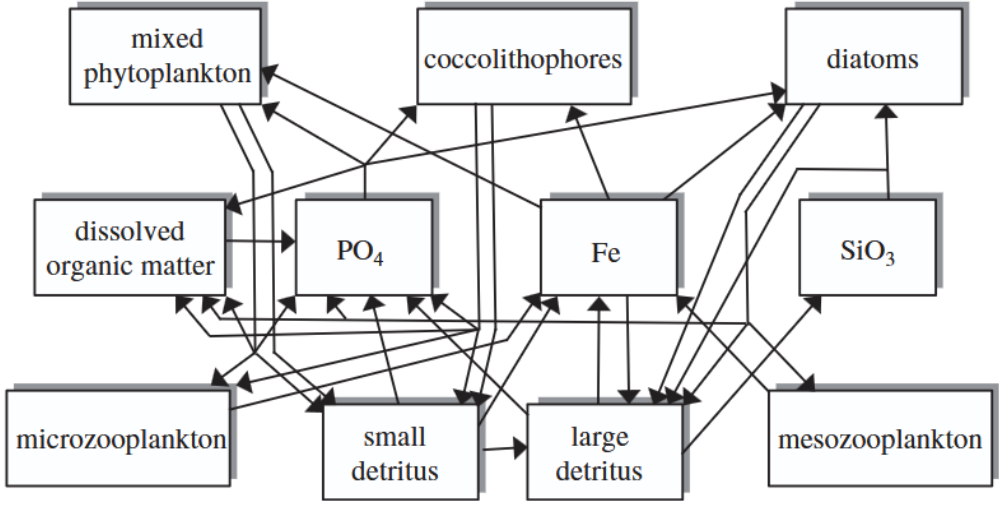 mixed
phytoplankton
coccolithophores
diatoms
dissolved
organic matter
PO₄
Fe
SiO₃
microzooplankton
small
detritus
large
detritus
mesozooplankton